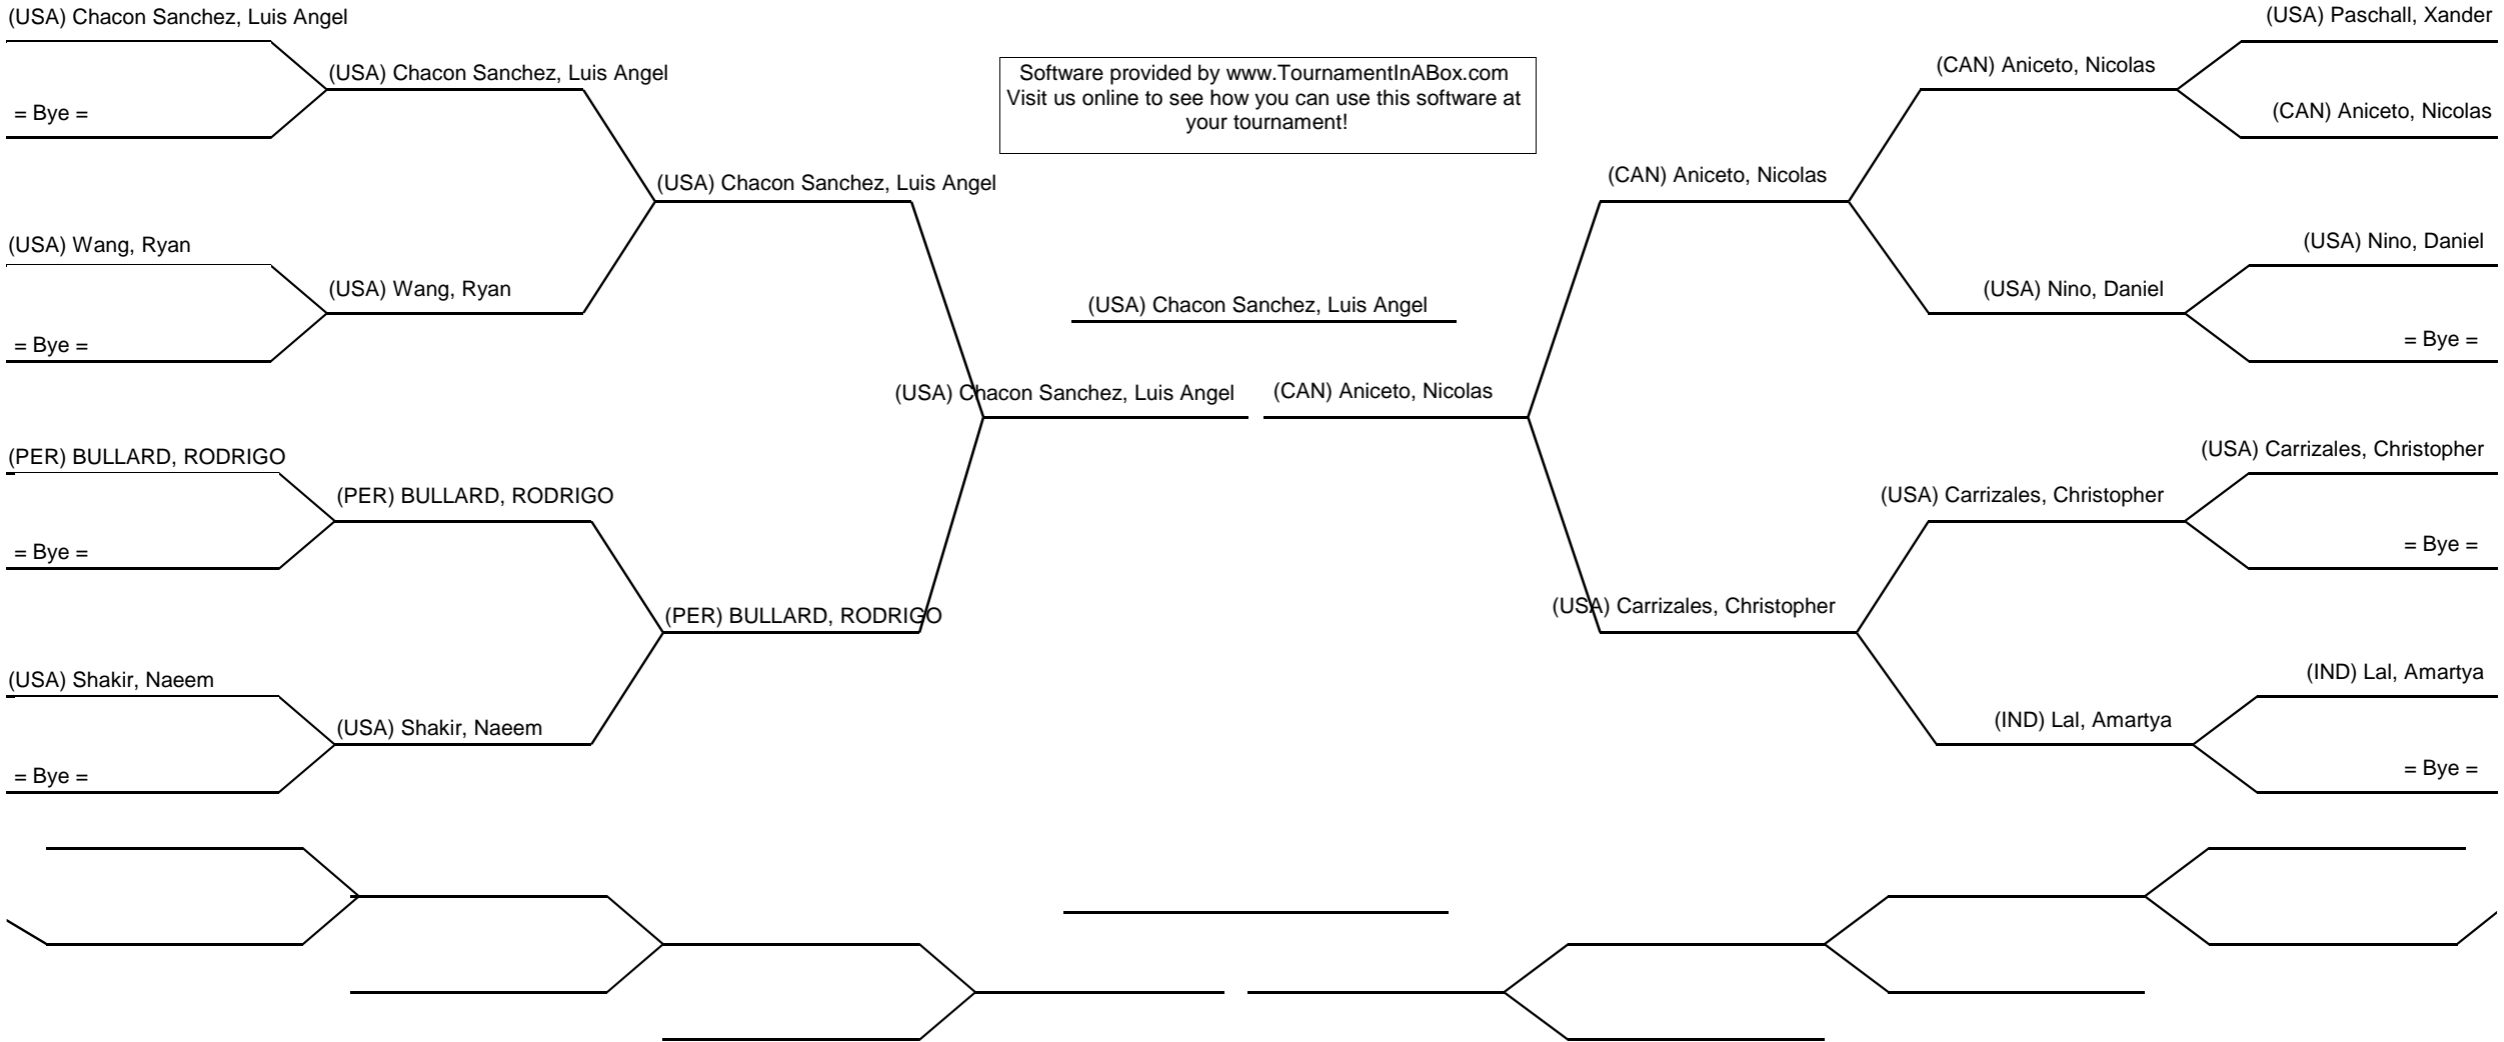 (USA) Chacon Sanchez, Luis Angel
= Bye =
(USA) Wang, Ryan
= Bye =
(PER) BULLARD, RODRIGO
= Bye =
(USA) Shakir, Naeem
= Bye =
(USA) Chacon Sanchez, Luis Angel
(USA) Wang, Ryan
(PER) BULLARD, RODRIGO
(USA) Shakir, Naeem
(USA) Chacon Sanchez, Luis Angel
(PER) BULLARD, RODRIGO
(USA) Chacon Sanchez, Luis Angel
Software provided by www.TournamentInABox.com
Visit us online to see how you can use this software at
your tournament!
(USA) Chacon Sanchez, Luis Angel
(CAN) Aniceto, Nicolas
(CAN) Aniceto, Nicolas
(USA) Carrizales, Christopher
(CAN) Aniceto, Nicolas
(USA) Nino, Daniel
(USA) Carrizales, Christopher
(IND) Lal, Amartya
(USA) Paschall, Xander
(CAN) Aniceto, Nicolas
(USA) Nino, Daniel
= Bye =
(USA) Carrizales, Christopher
= Bye =
(IND) Lal, Amartya
= Bye =